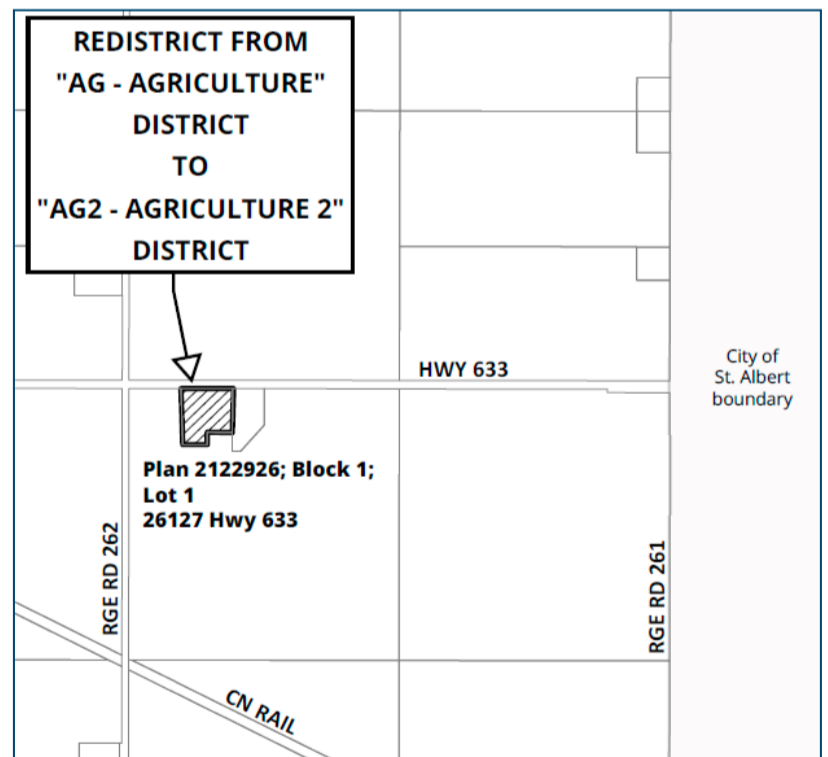 REDISTRICT FROM
"AG - AGRICULTURE"
DISTRICT
TO
"AG2 - AGRICULTURE 2"
DISTRICT
HWY 633
City of
St. Albert
boundary
Plan 2122926; Block 1;
Lot 1
26127 Hwy 633
RGE RD 262
RGE RD 261
CN RAIL